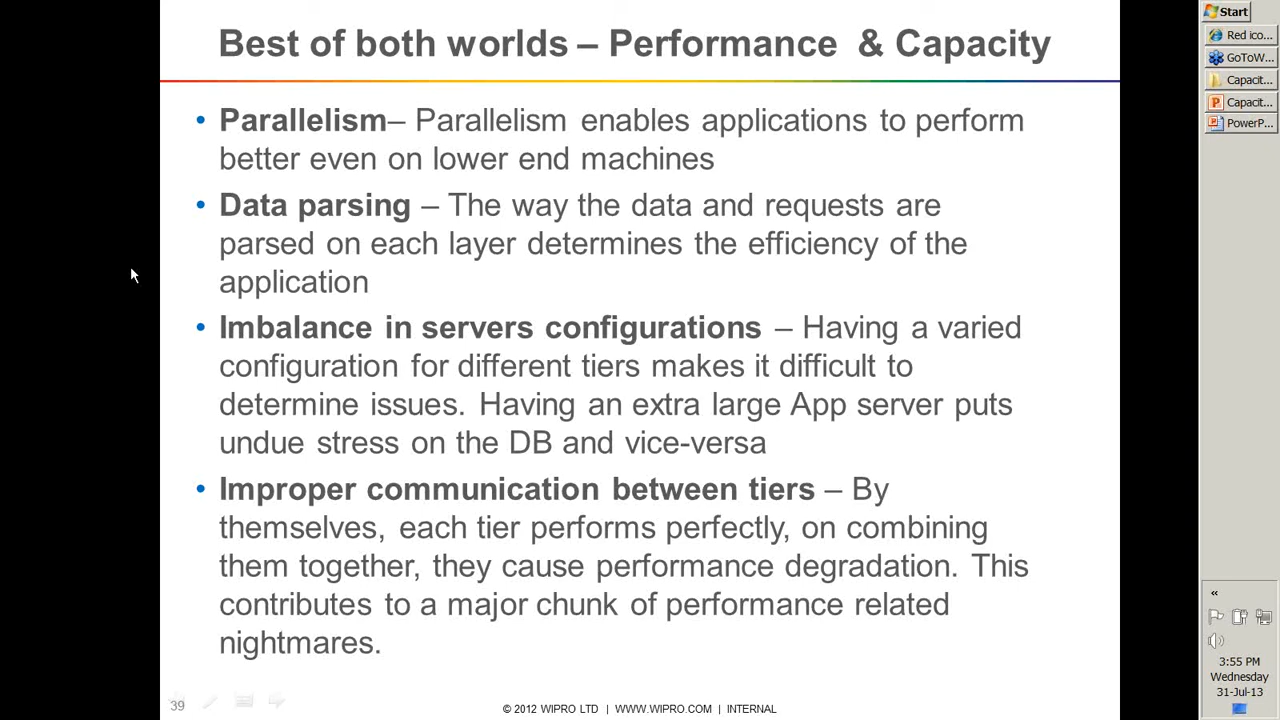 Best of both worlds – Performance & Capacity
• Parallelism– Parallelism enables applications to perform
better even on lower end machines
• Data parsing – The way the data and requests are
parsed on each layer determines the efficiency of the
application
• Imbalance in servers configurations – Having a varied
configuration for different tiers makes it difficult to
determine issues. Having an extra large App server puts
undue stress on the DB and vice-versa
• Improper communication between tiers – By
themselves, each tier performs perfectly, on combining
them together, they cause performance degradation. This
contributes to a major chunk of performance related
nightmares.
39
© 2012 WIPRO LTD | WWW.WIPRO.COM | INTERNAL
Start
Red ico...
GoToW...
Capacit...
Capacit...
PowerP...
«
3:55 PM
Wednesday
31-Jul-13